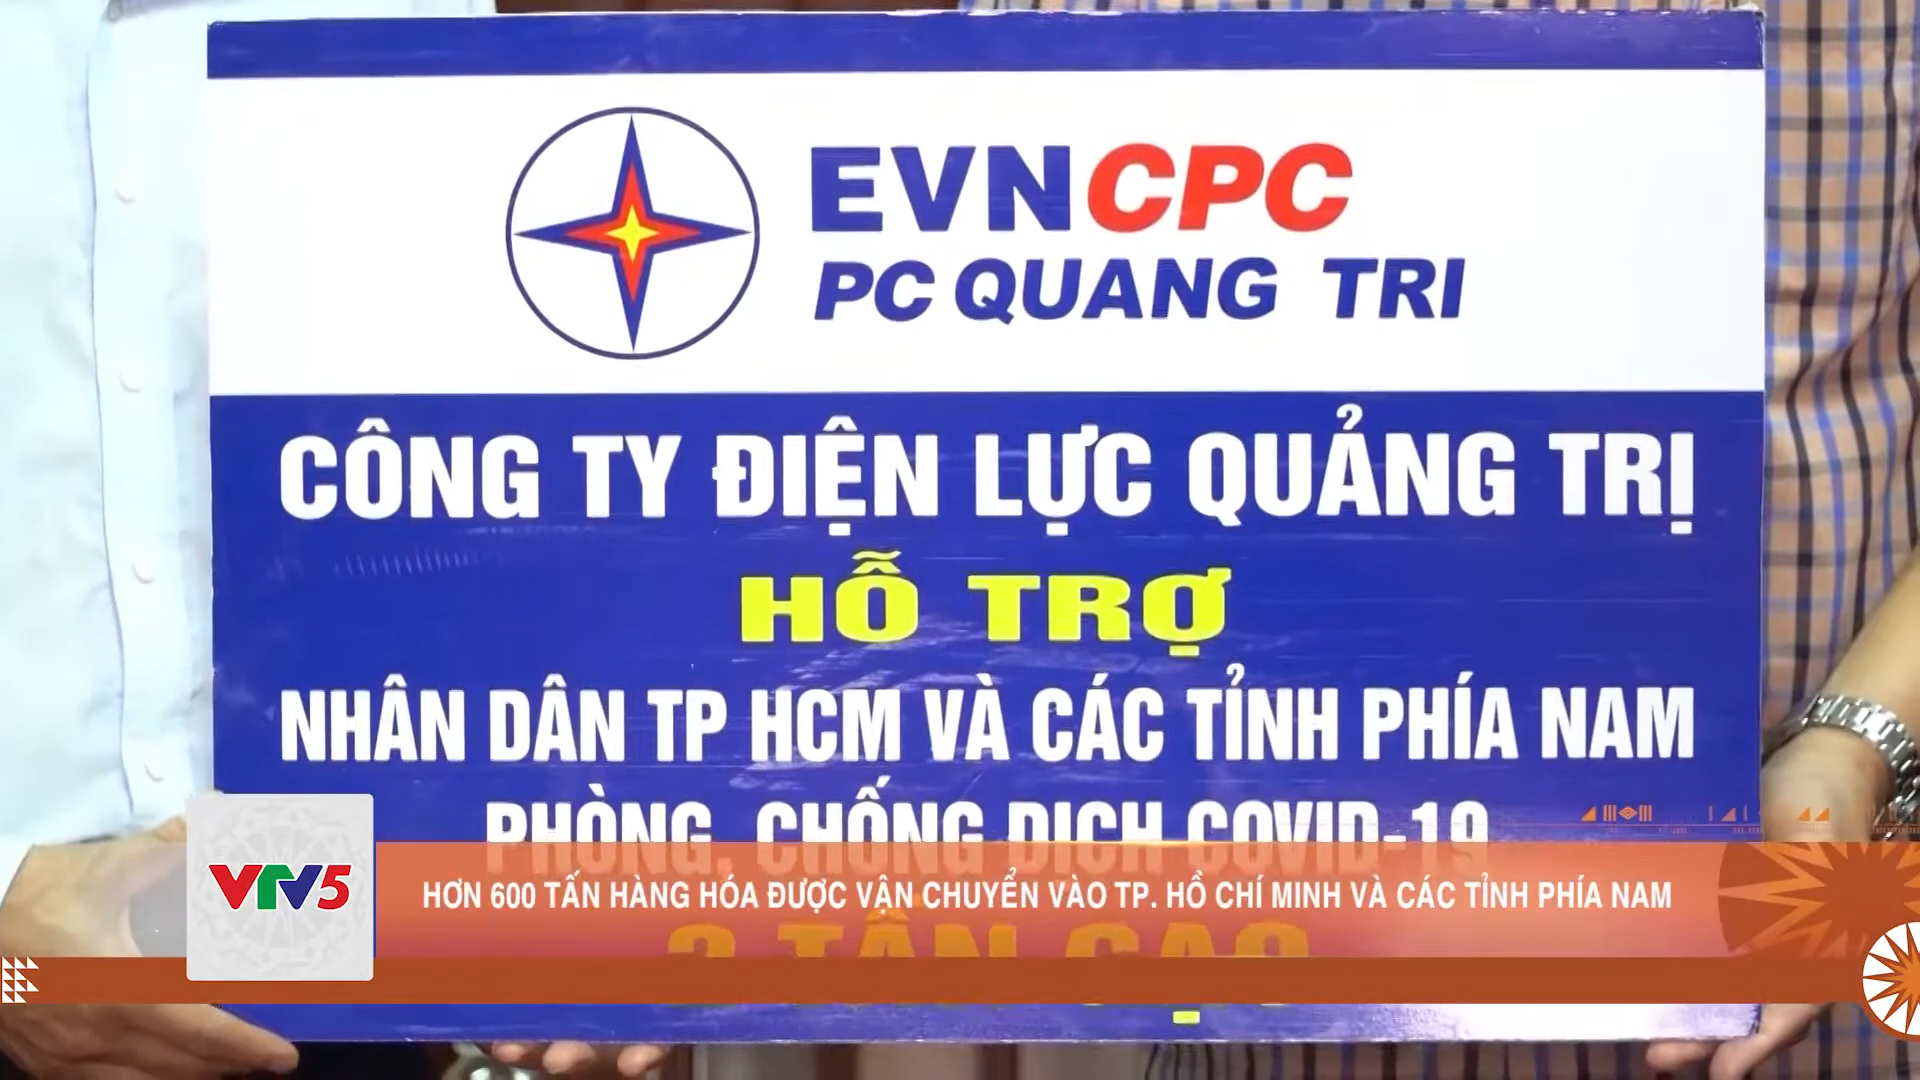 EVNCPC
PC QUANG TRI
CÔNG TY ĐIỆN LỰC QUẢNG TRỊ
HỖ TRỢ
NHÂN DÂN TP HCM VÀ CÁC TỈNH PHÍA NAM
PHÒNG, CHỐNG DỊCH COVID-19
TẤN GẠO
VTV5
HƠN 600 TẤN HÀNG HÓA ĐƯỢC VẬN CHUYỂN VÀO TP. HỒ CHÍ MINH VÀ CÁC TỈNH PHÍA NAM